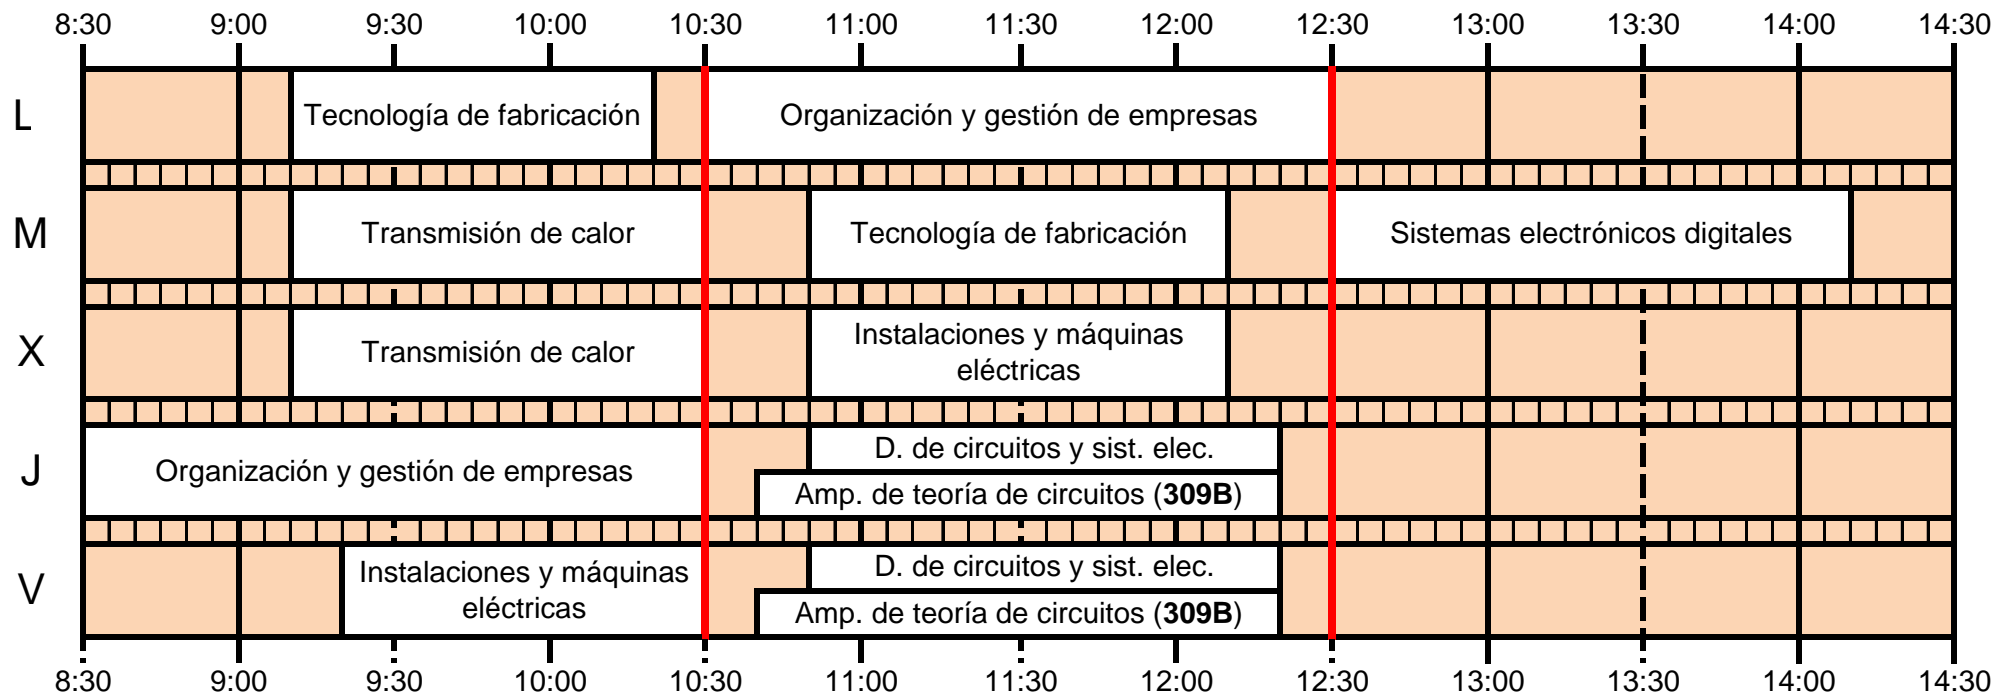 8:30 9:00 9:30 10:00 10:30 11:00 11:30 12:00 12:30 13:00 13:30 14:00 14:30
L Tecnología de fabricación Organización y gestión de empresas
M Transmisión de calor Tecnología de fabricación Sistemas electrónicos digitales
X Transmisión de calor Instalaciones y máquinas
eléctricas
J Organización y gestión de empresas D. de circuitos y sist. elec.
Amp. de teoría de circuitos (309B)
V Instalaciones y máquinas
eléctricas
D. de circuitos y sist. elec.
Amp. de teoría de circuitos (309B)
8:30 9:00 9:30 10:00 10:30 11:00 11:30 12:00 12:30 13:00 13:30 14:00 14:30